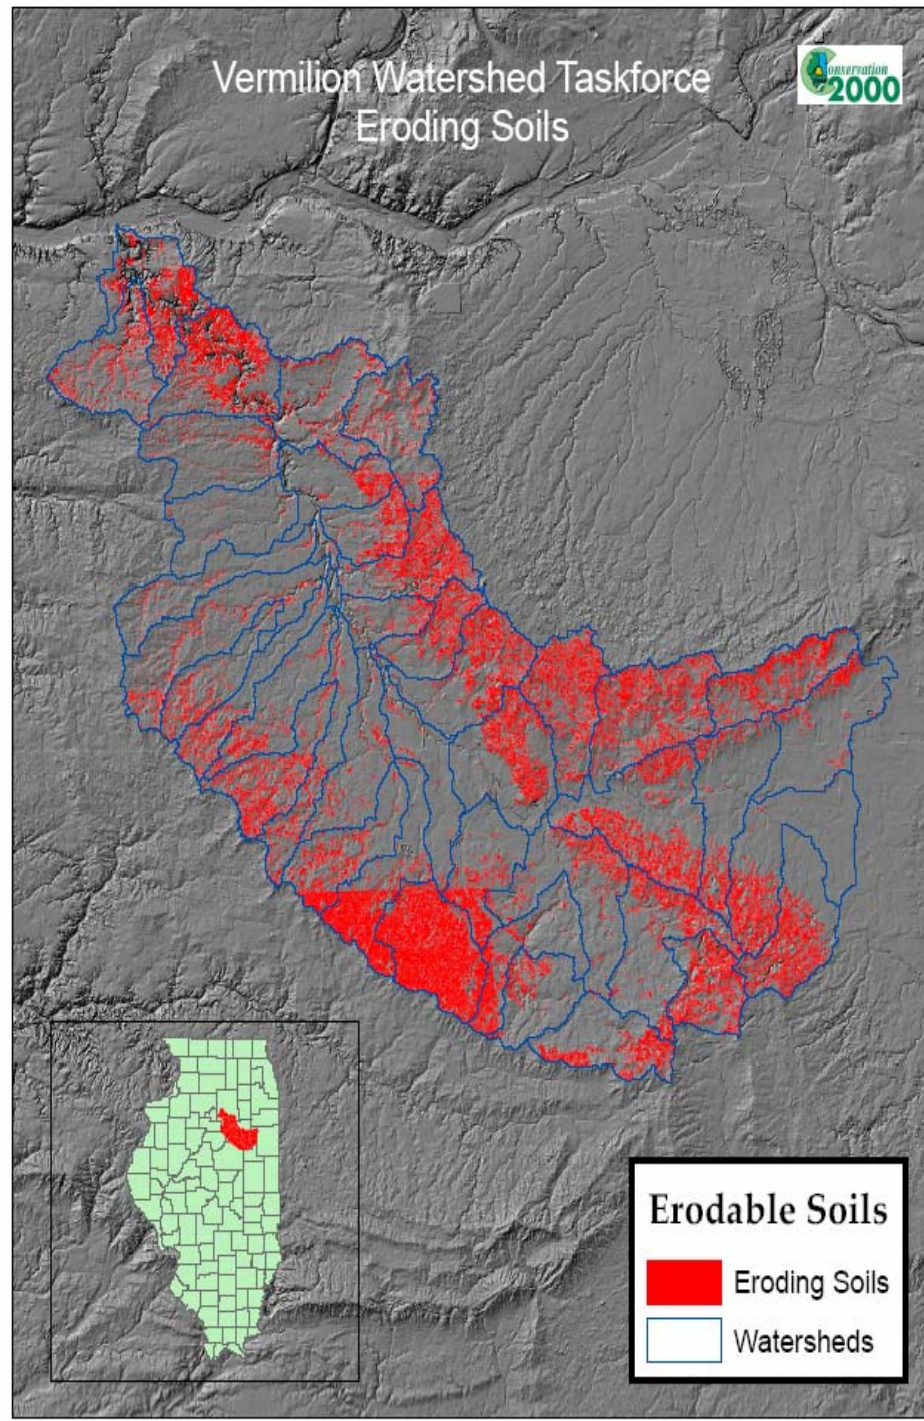 Vermilion Watershed Taskforce
Eroding Soils
Conservation
2000
Erodable Soils
Eroding Soils
Watersheds